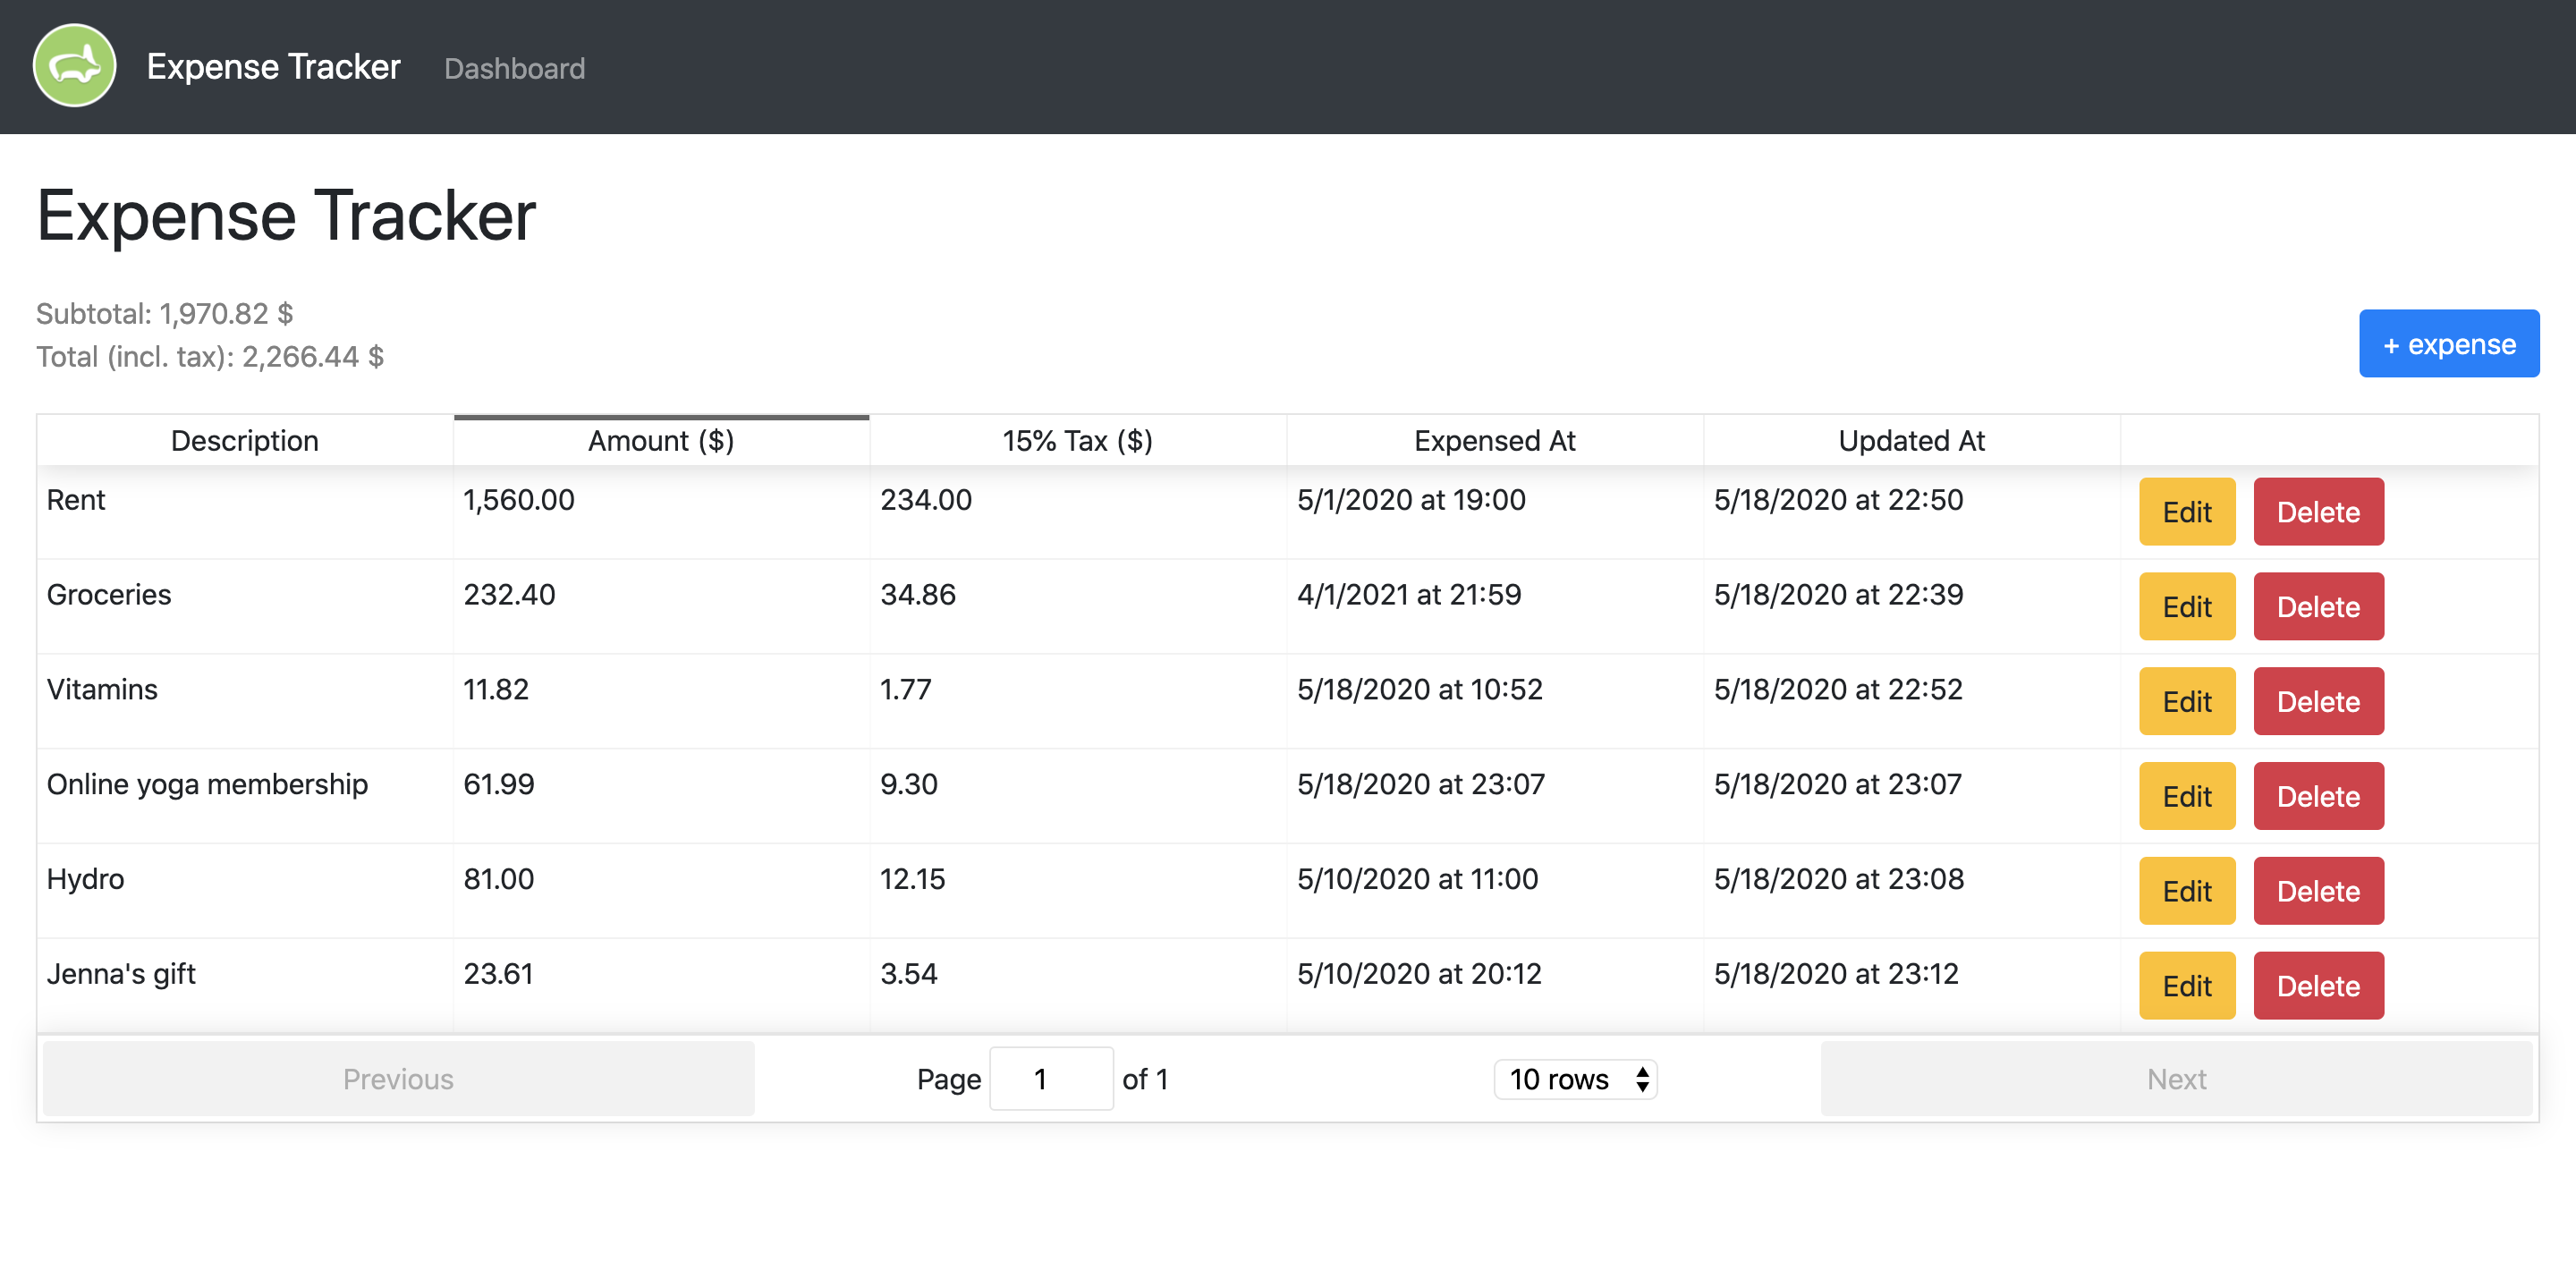 Expense Tracker Dashboard
Expense Tracker
Subtotal: 1,970.82 $
Total (incl. tax): 2,266.44 $
+ expense
Description Amount ($) 15% Tax ($) Expensed At Updated At
Rent 1,560.00 234.00 5/1/2020 at 19:00 5/18/2020 at 22:50 Edit Delete
Groceries 232.40 34.86 4/1/2021 at 21:59 5/18/2020 at 22:39 Edit Delete
Vitamins 11.82 1.77 5/18/2020 at 10:52 5/18/2020 at 22:52 Edit Delete
Online yoga membership 61.99 9.30 5/18/2020 at 23:07 5/18/2020 at 23:07 Edit Delete
Hydro 81.00 12.15 5/10/2020 at 11:00 5/18/2020 at 23:08 Edit Delete
Jenna's gift 23.61 3.54 5/10/2020 at 20:12 5/18/2020 at 23:12 Edit Delete
Previous Page 1 of 1 10 rows Next